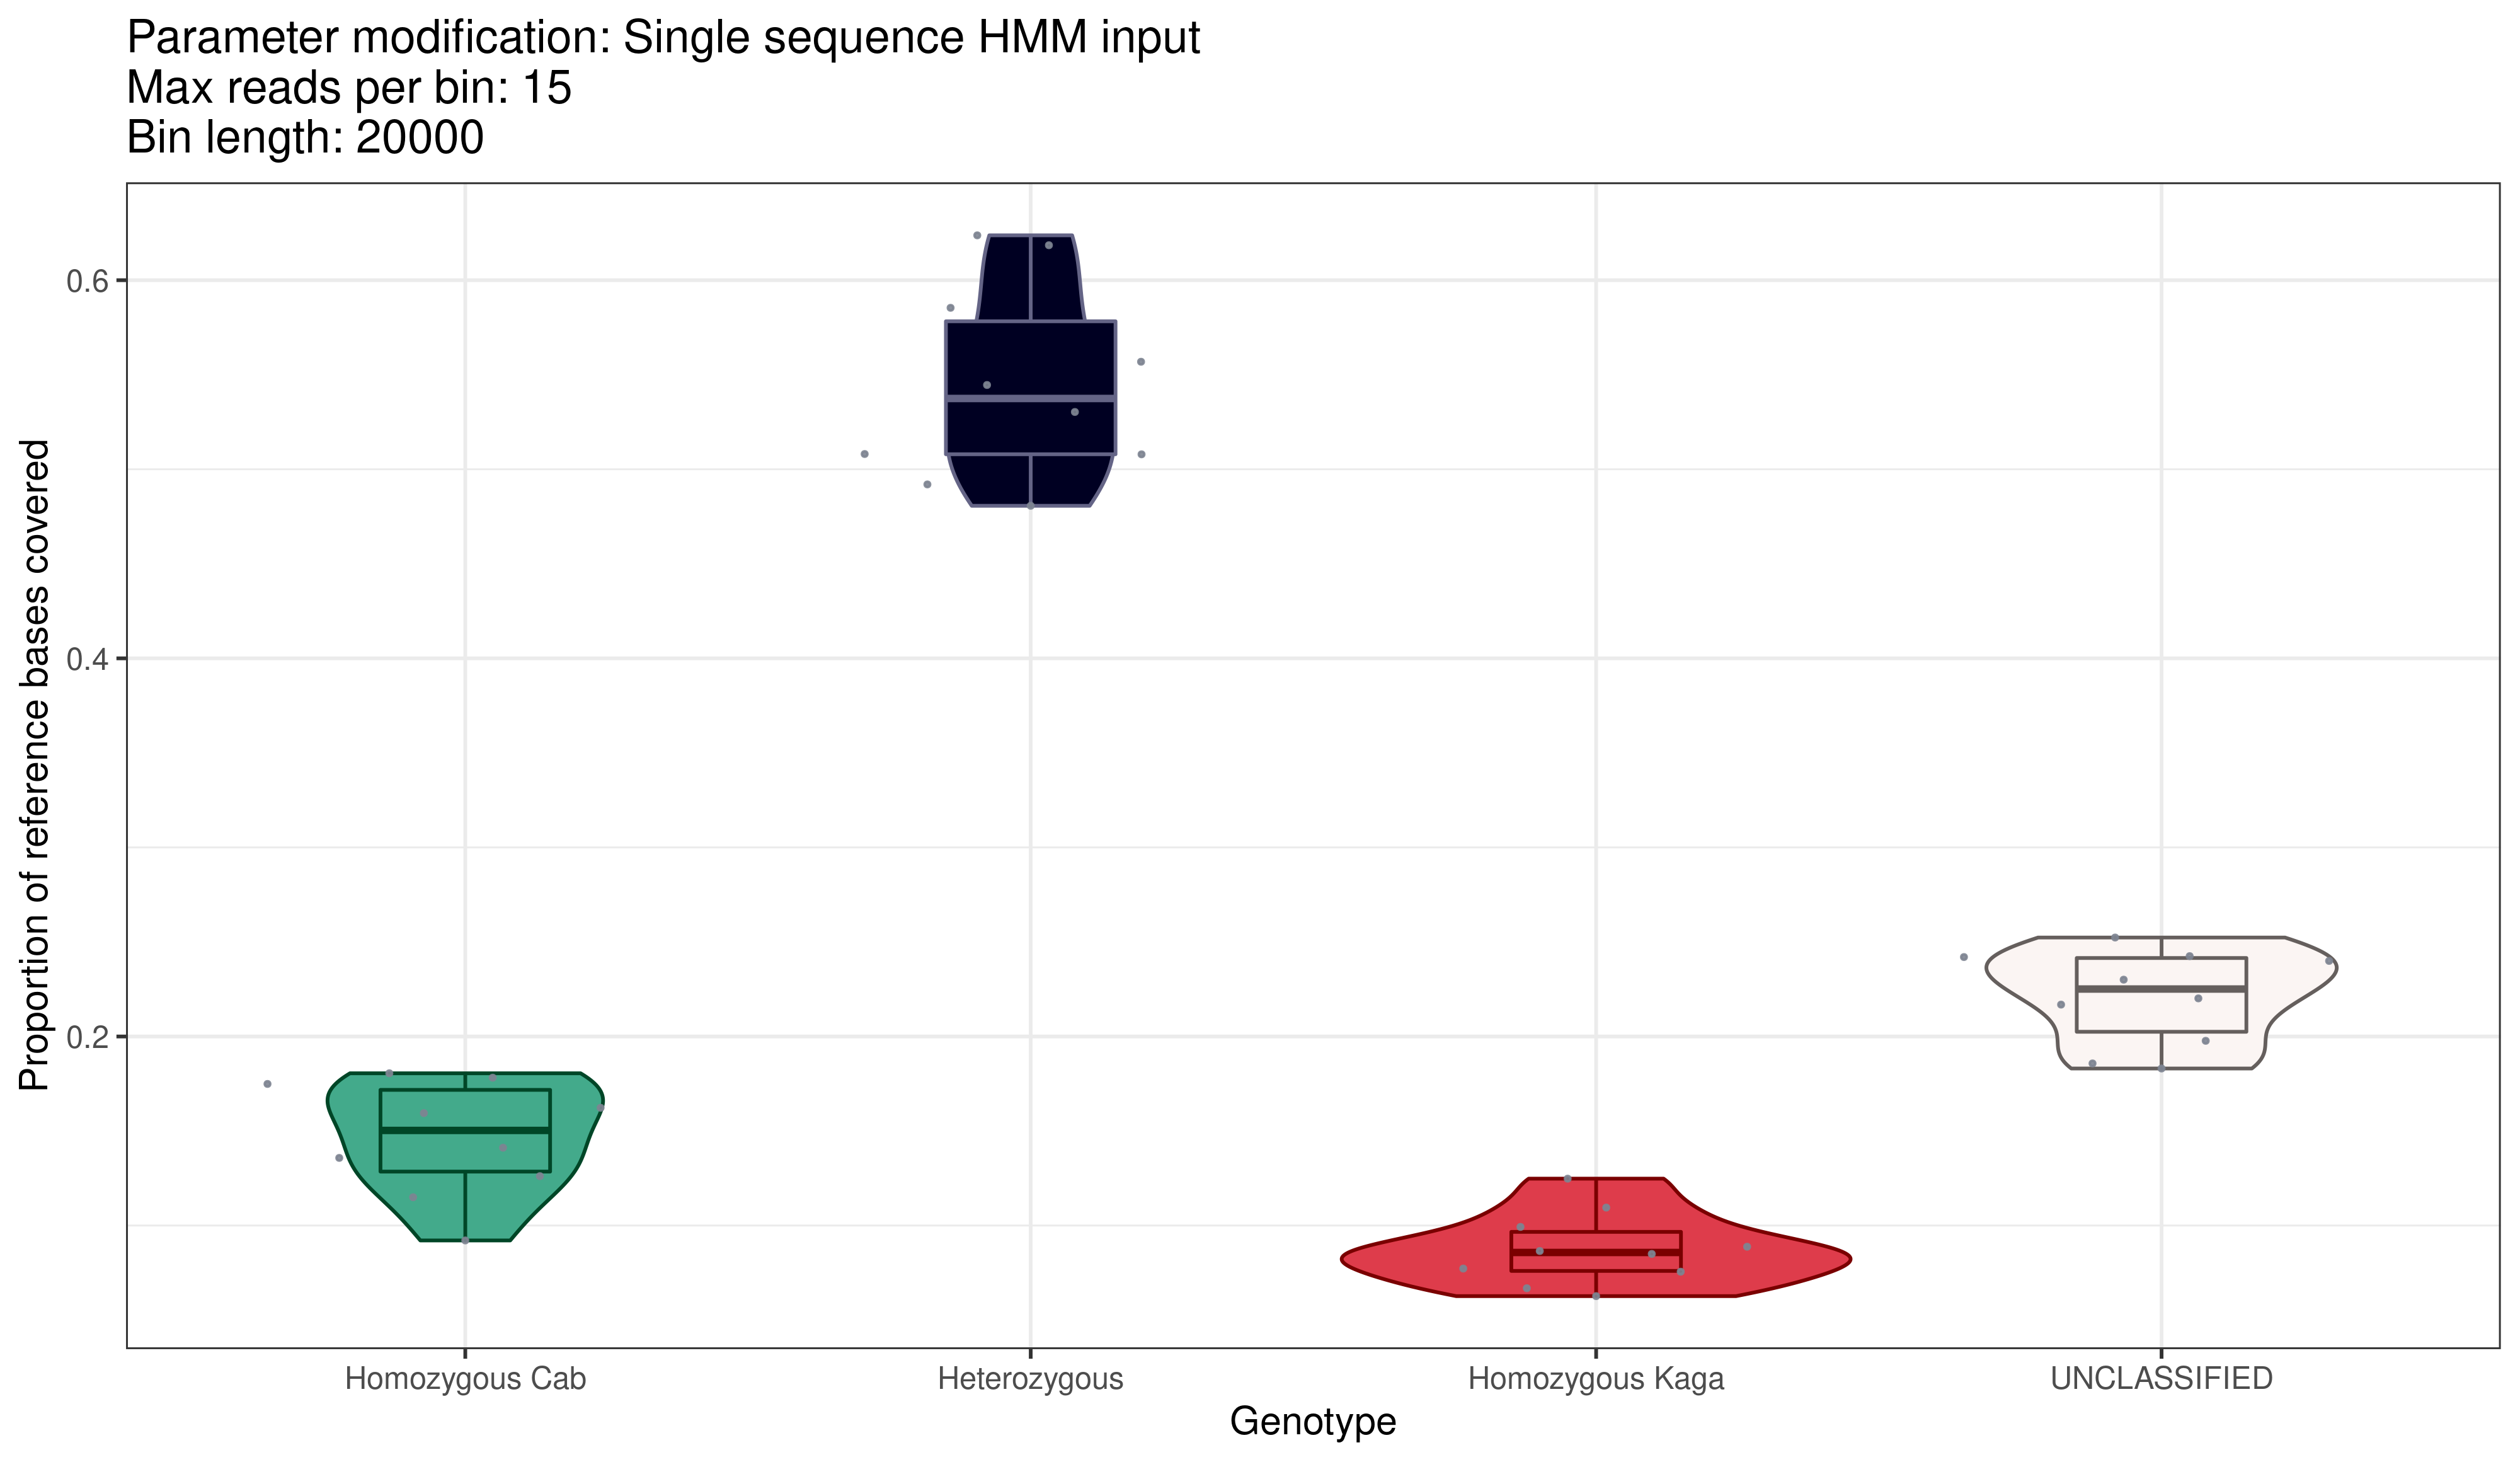 Parameter modification: Single sequence HMM input
Max reads per bin: 15
Bin length: 20000
Proportion of reference bases covered
0.6
0.4
0.2
Homozygous Cab
Heterozygous
Homozygous Kaga
UNCLASSIFIED
Genotype